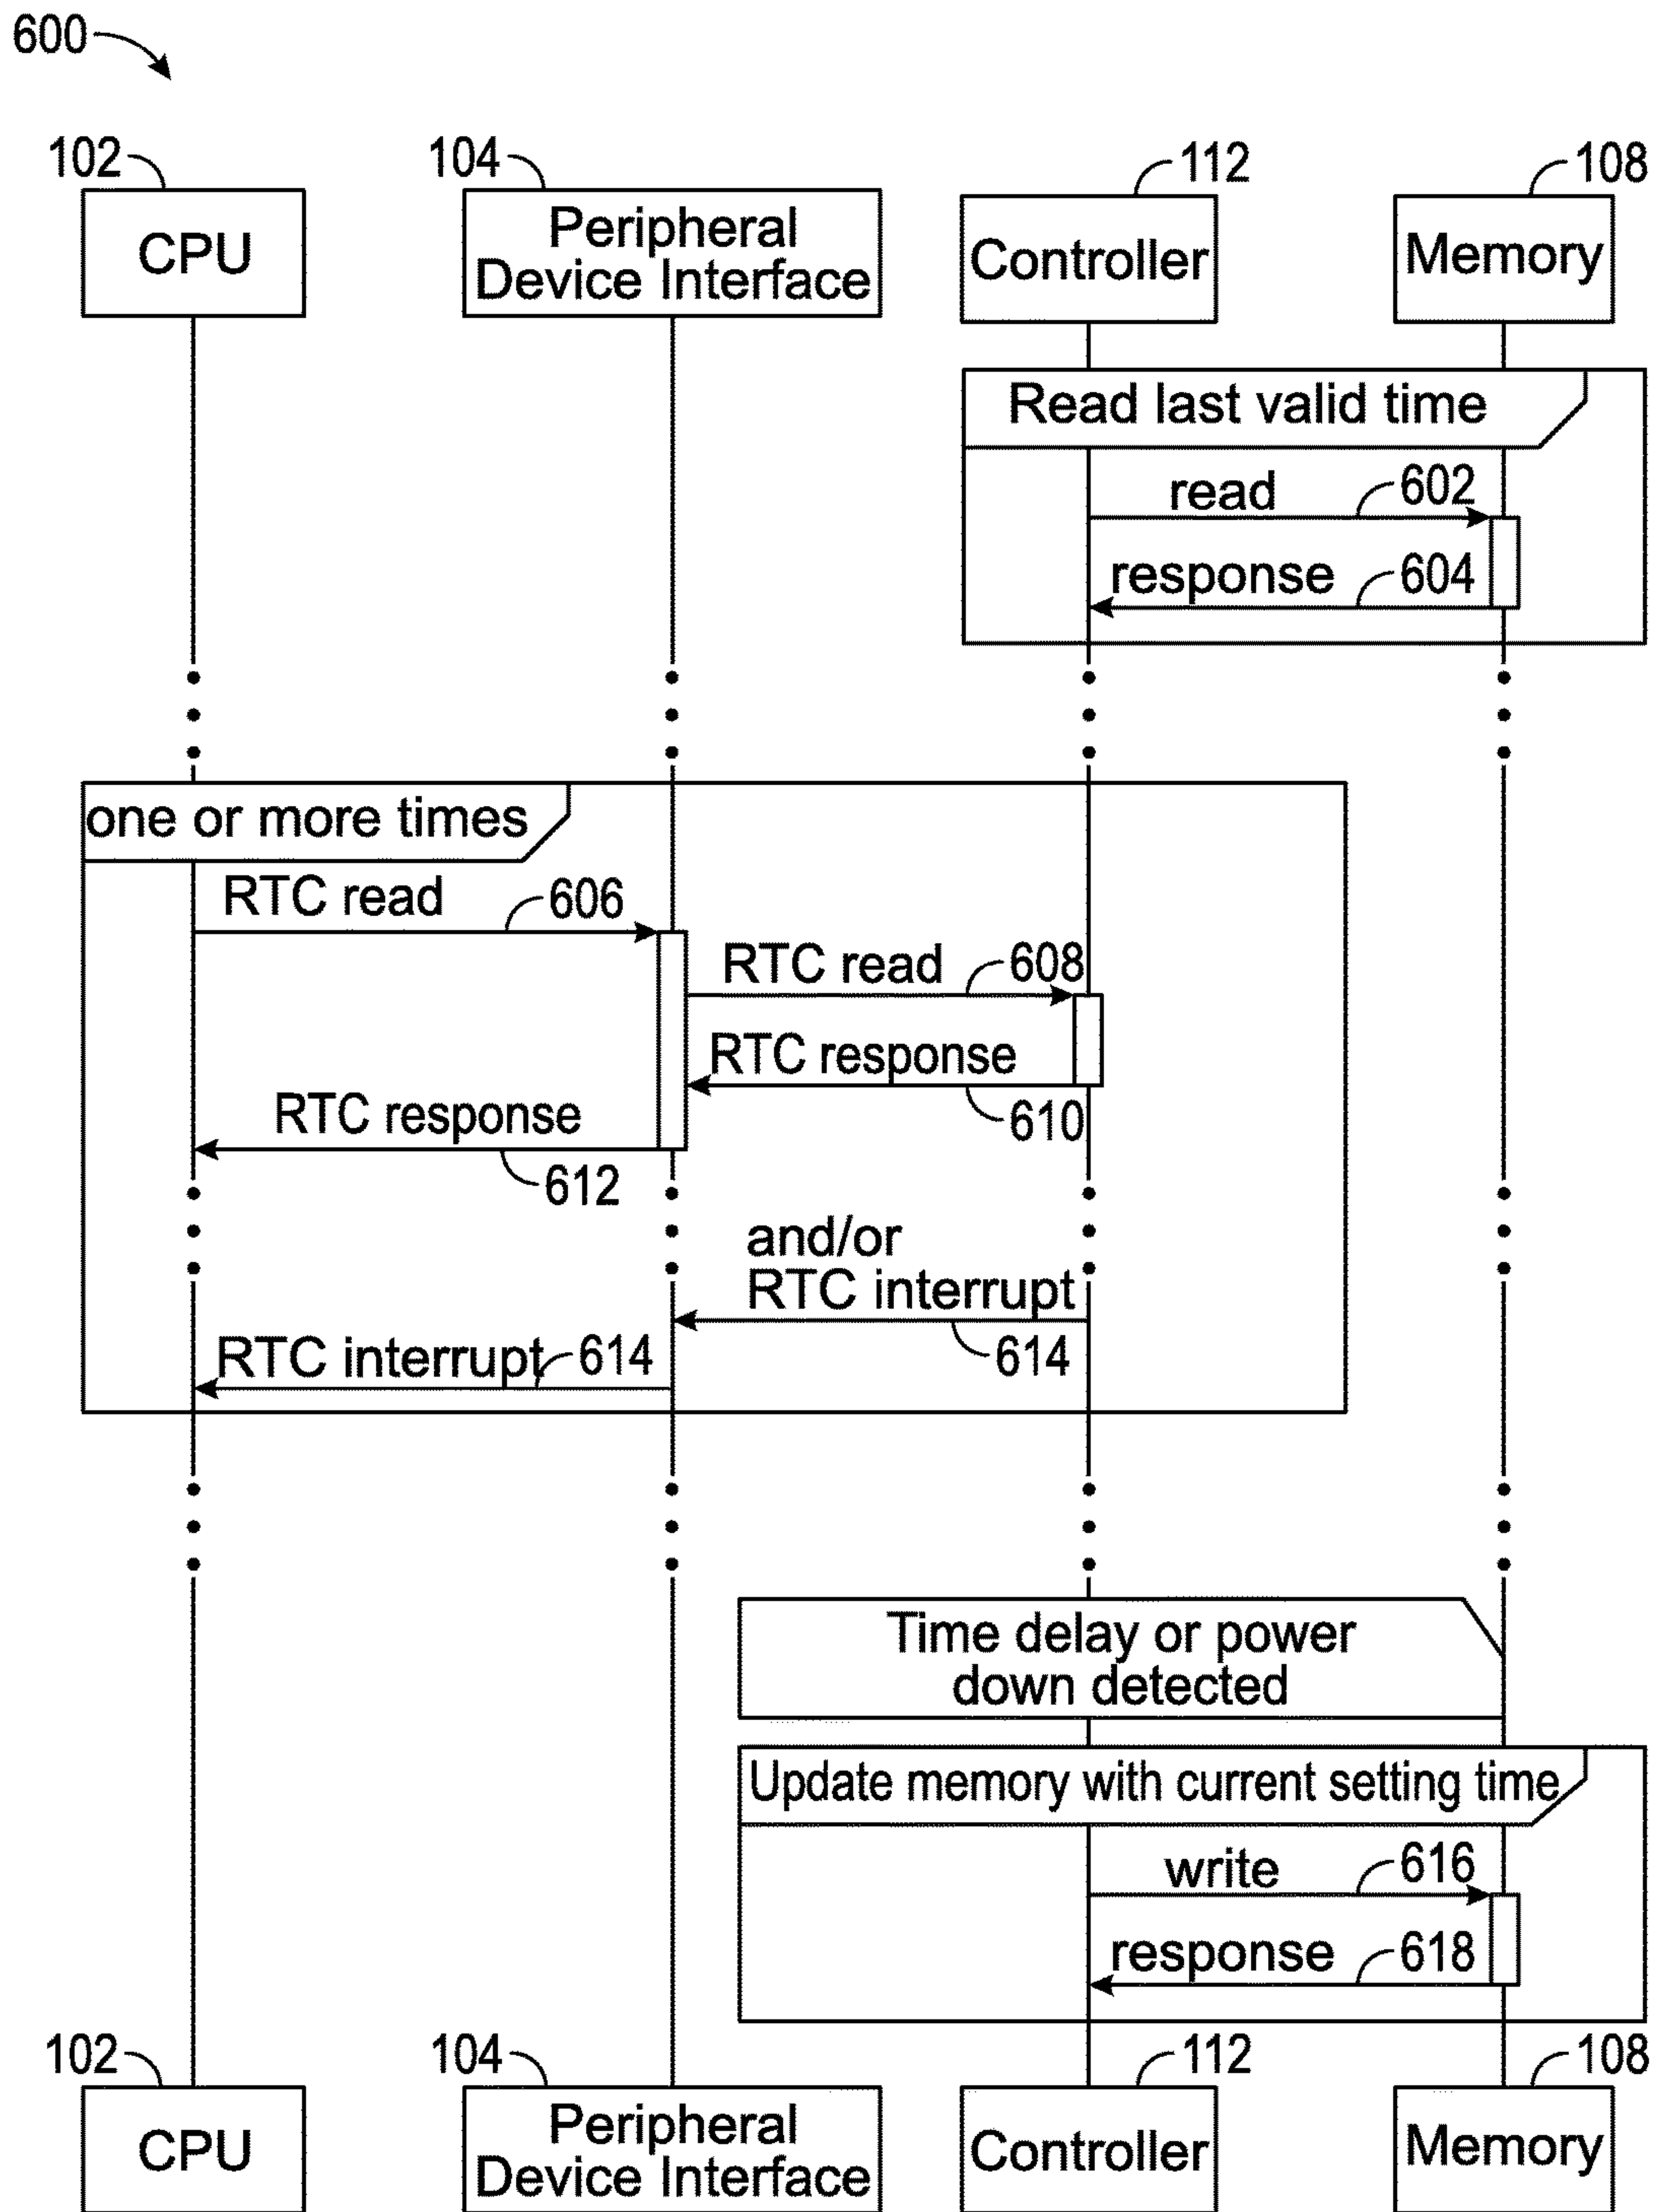 600
102
104
112
108
CPU
Peripheral
Device Interface
Controller
Memory
Read last valid time
read
602
response
604
one or more times
RTC read
606
RTC read
608
RTC response
610
RTC response
612
and/or
RTC interrupt
614
RTC interrupt
614
Time delay or power
down detected
Update memory with current setting time
write
616
response
618
102
104
112
108
CPU
Peripheral
Device Interface
Controller
Memory